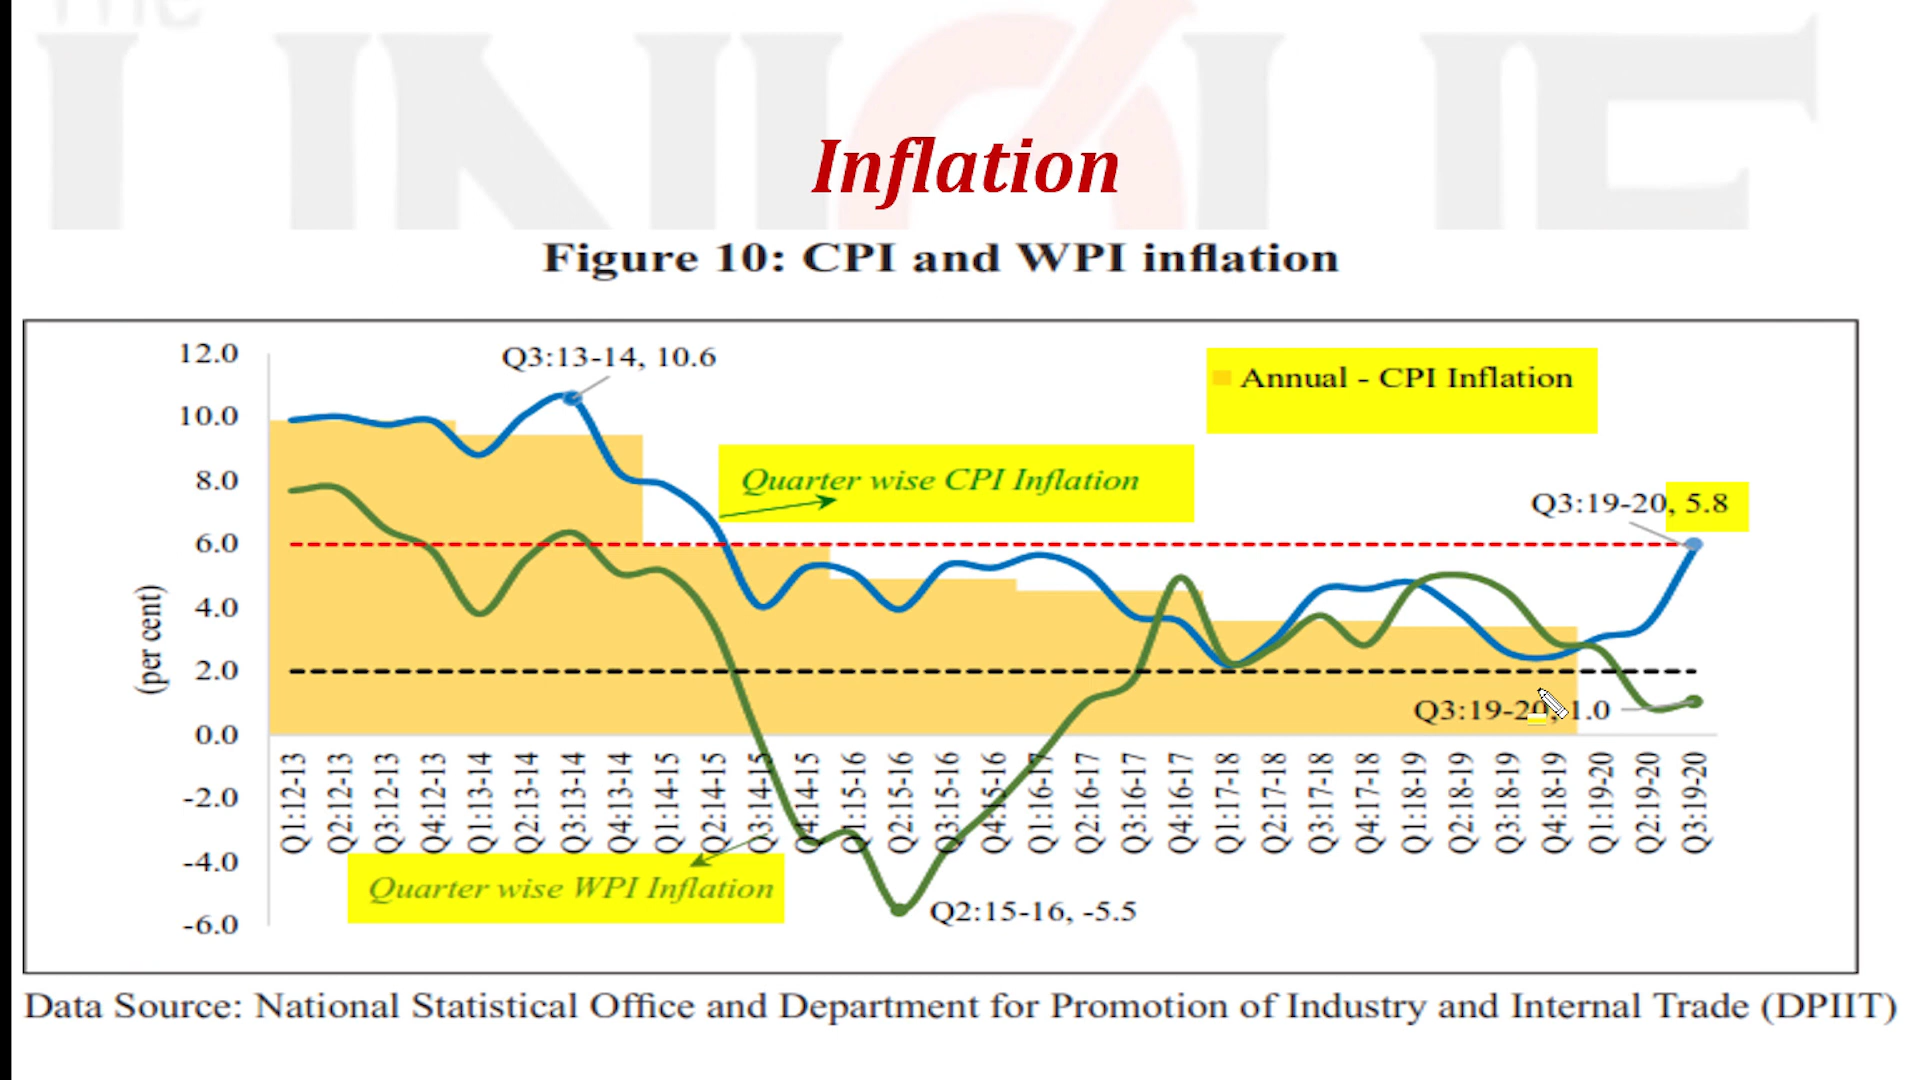 The
UNIQUE
Inflation
Figure 10: CPI and WPI inflation
12.0
10.0
8.0
6.0
4.0
2.0
0.0
-2.0
-4.0
-6.0
(per cent)
Q3:13-14, 10.6
Annual - CPI Inflation
Quarter wise CPI Inflation
Q3:19-20, 5.8
Q3:19-20, 1.0
Q1:12-13
Q2:12-13
Q3:12-13
Q4:12-13
Q1:13-14
Q2:13-14
Q3:13-14
Q4:13-14
Q1:14-15
Q2:14-15
Q3:14-15
Q4:14-15
Q1:15-16
Q2:15-16
Q3:15-16
Q4:15-16
Q1:16-17
Q2:16-17
Q3:16-17
Q4:16-17
Q1:17-18
Q2:17-18
Q3:17-18
Q4:17-18
Q1:18-19
Q2:18-19
Q3:18-19
Q4:18-19
Q1:19-20
Q2:19-20
Q3:19-20
Quarter wise WPI Inflation
Q2:15-16, -5.5
Data Source: National Statistical Office and Department for Promotion of Industry and Internal Trade (DPIIT)